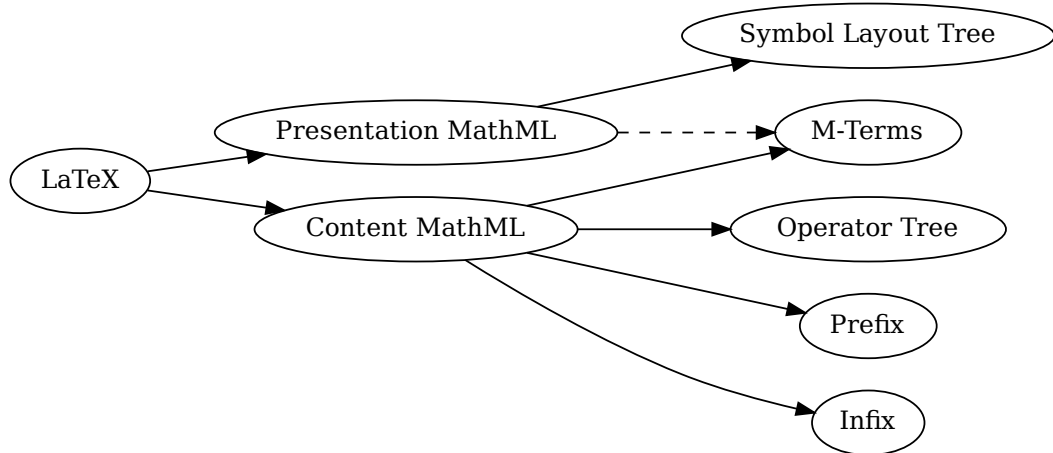 Symbol Layout Tree
Presentation MathML
M-Terms
LaTeX
Content MathML
Operator Tree
Prefix
Infix